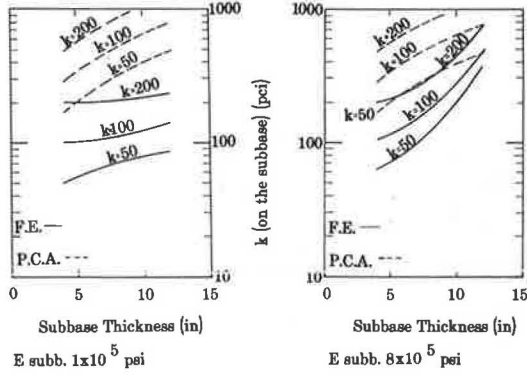 1000
k=200
k=100
k=50
k=200
k=100
k=50
100
10
F.E.
P.C.A.
0
5
10
15
Subbase Thickness (in)
E subb. 1x10 5 psi
k (on the subbase) (pci)
1000
k=200
k=100
k=200
k=50
k=100
k=50
100
10
F.E.
P.C.A.
0
5
10
15
Subbase Thickness (in)
E subb. 8x10 5 psi